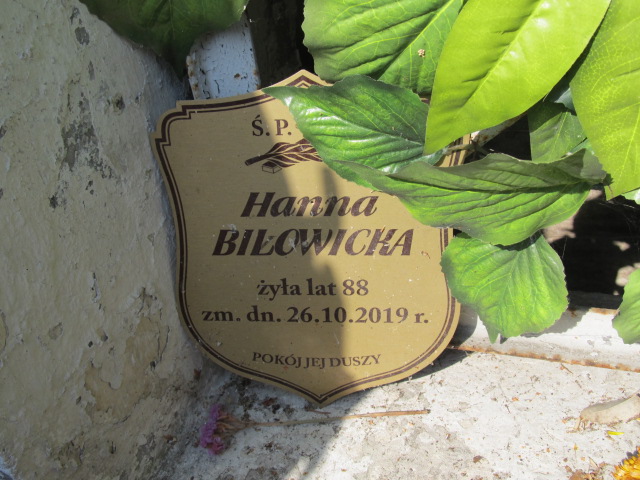 Ś. P.
Hanna
BIŁOWICKA
żyła lat 88
zm. dn. 26.10.2019 r.
POKÓJ JEJ DUSZY